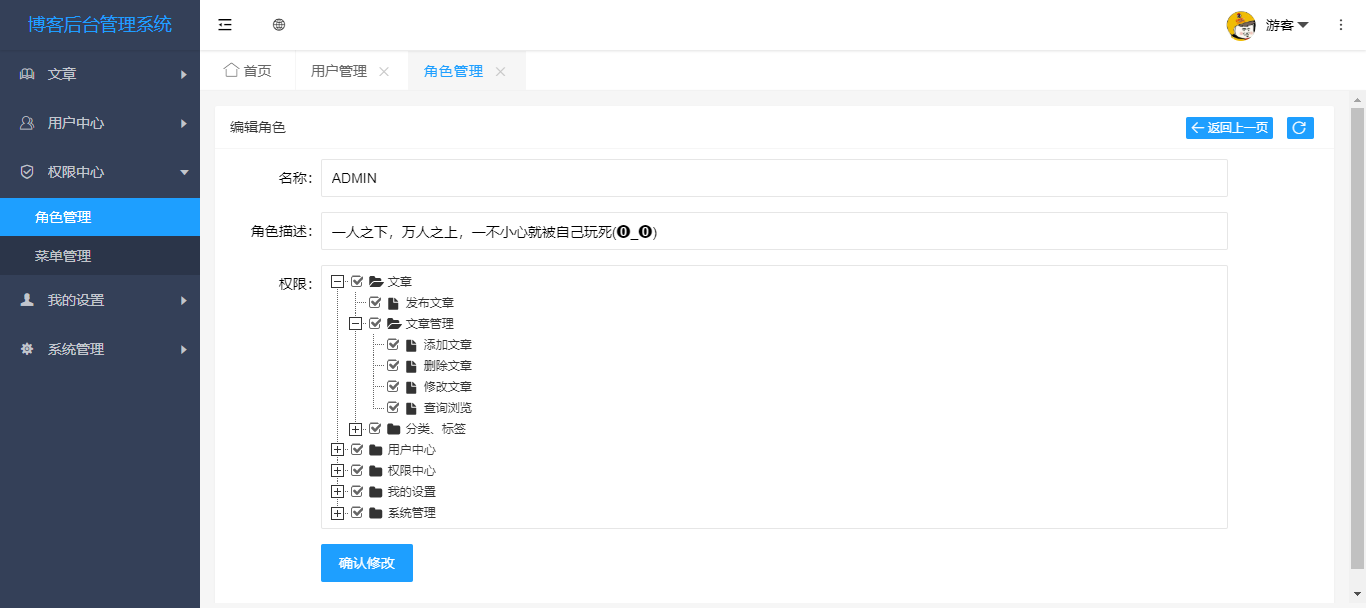 博客后台管理系统
游客
文章
用户中心
权限中心
角色管理
菜单管理
我的设置
系统管理
首页
用户管理
角色管理
编辑角色
返回上一页
名称：
ADMIN
角色描述：
一人之下，万人之上，一不小心就被自己玩死(⓿_⓿)
权限：
文章
发布文章
文章管理
添加文章
删除文章
修改文章
查询浏览
分类、标签
用户中心
权限中心
我的设置
系统管理
确认修改